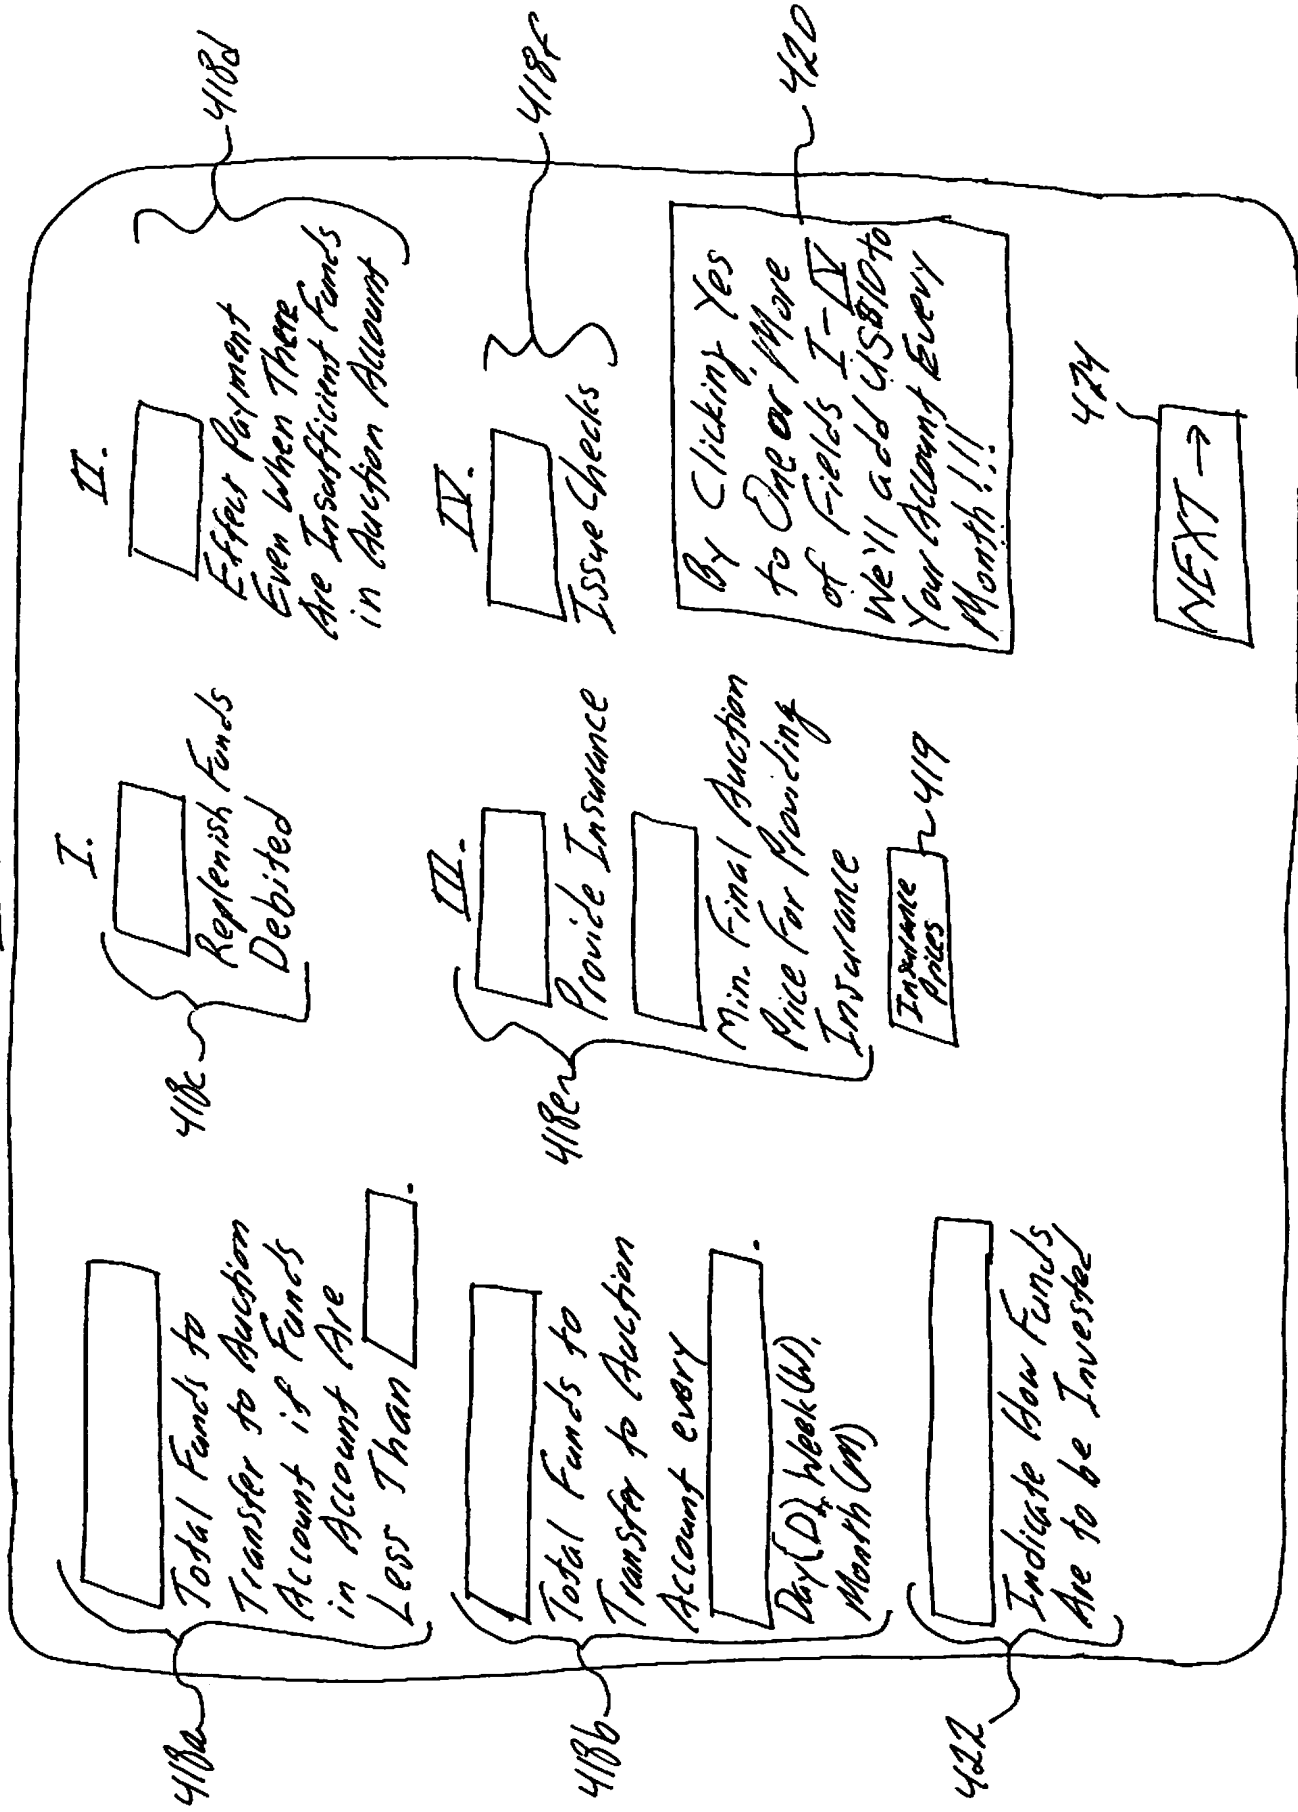 418a
Total Funds to
Transfer to Auction
Account if Funds
in Account Are
Less Than      .
418b
Total Funds to
Transfer to Auction
Account every
.
Day(D), Week(W),
Month(M)
422
Indicate How Funds
Are to be Invested
I.
418c
Replenish Funds
Debited
III.
418e
Provide Insurance
Min. Final Auction
Price For Providing
Insurance
Insurance
Prices
419
II.
418d
Effect Payment
Even When There
Are Insufficient Funds
in Auction Account
IV.
418f
Issue Checks
By Clicking Yes
to One or More
of Fields I-IV
We'll add US$10 to
Your Account Every
Month!!!
420
424
NEXT →